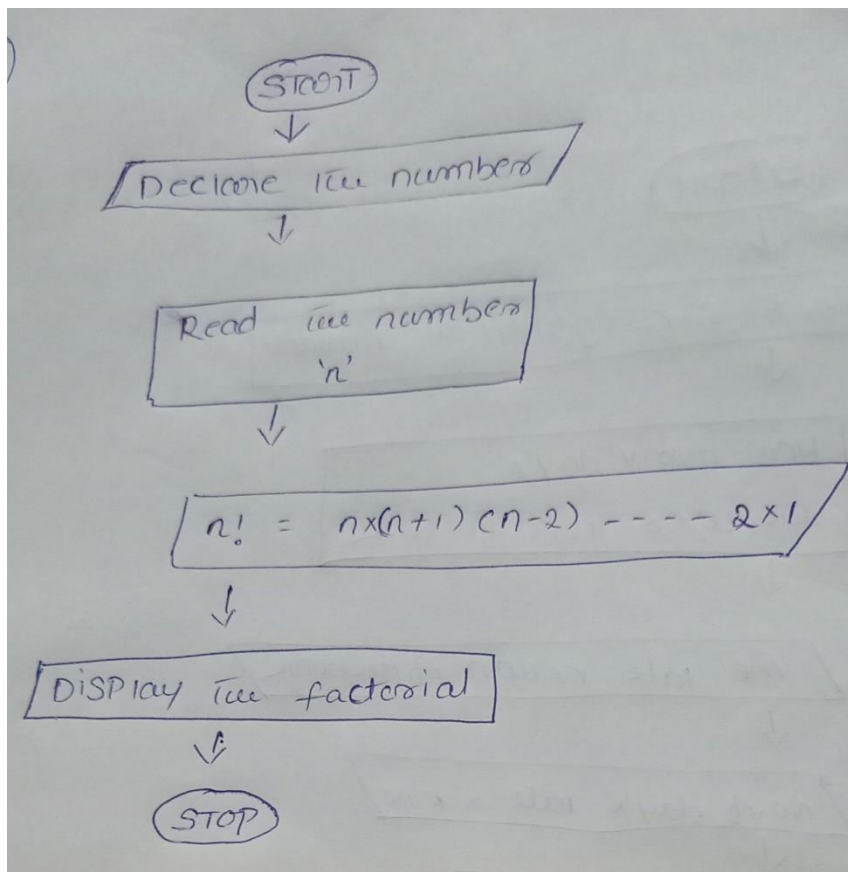 START
Declare the number
Read the number
'n'
n! = n×(n+1) (n-2) ---- 2×1
Display the factorial
STOP